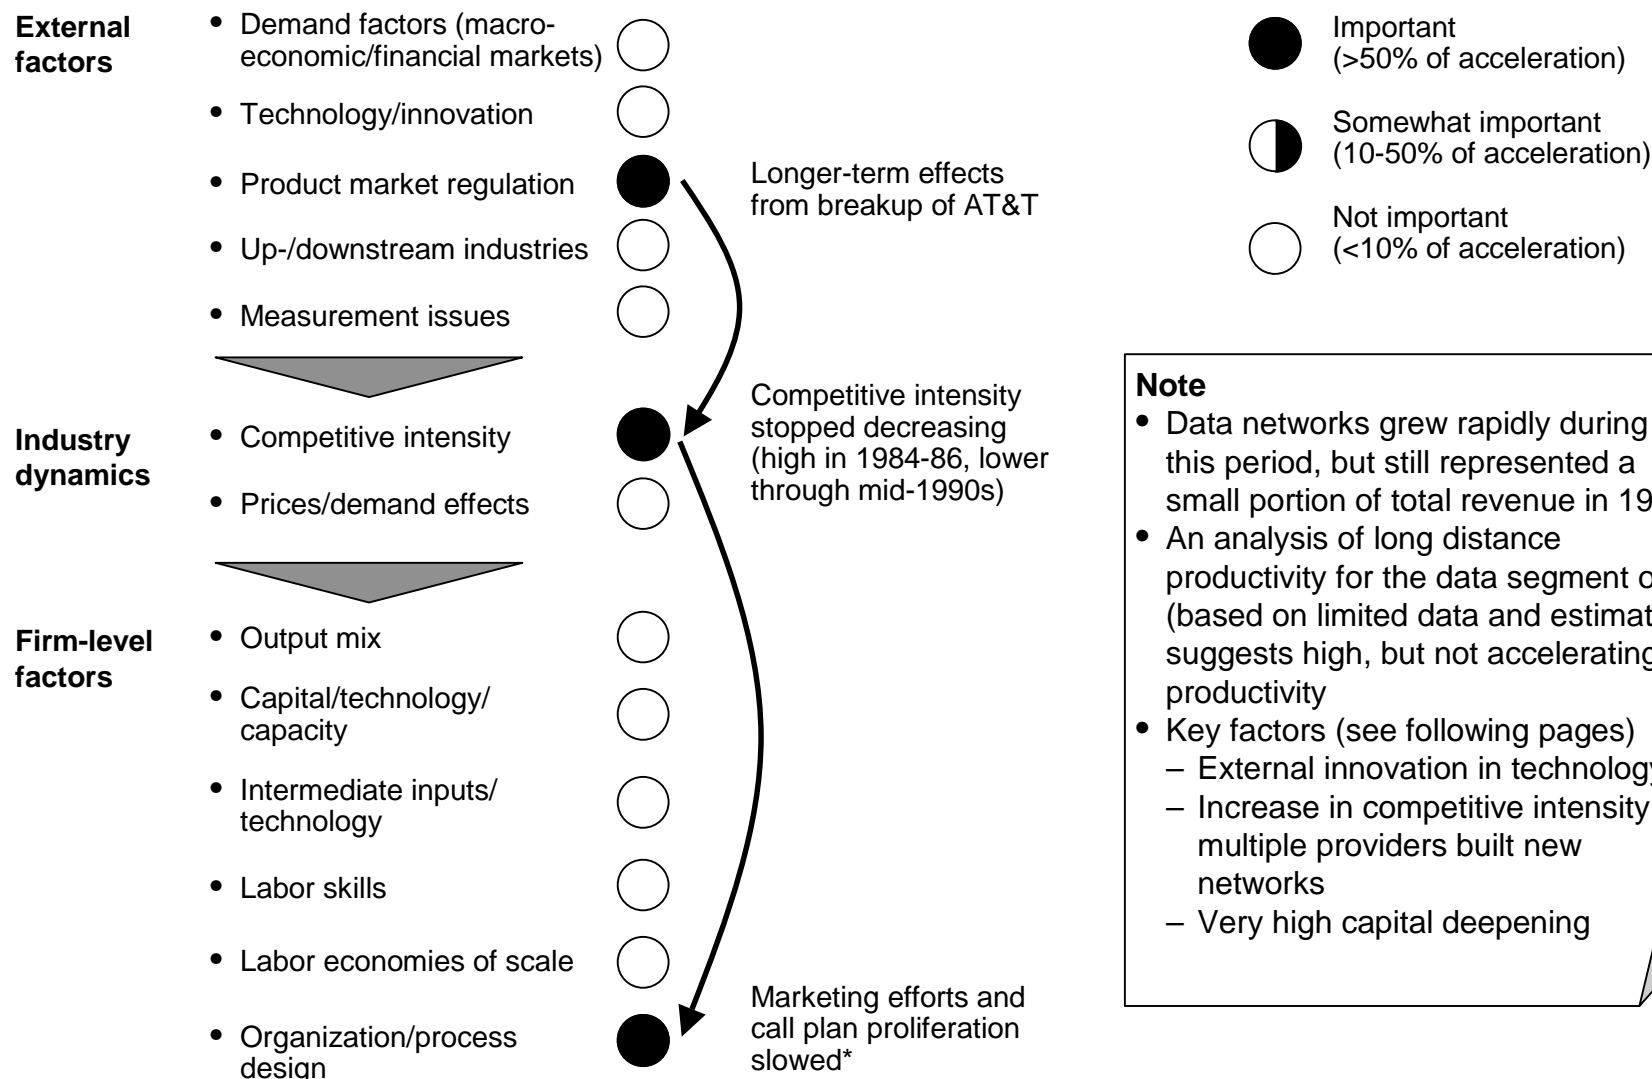 External
factors
• Demand factors (macro-
economic/financial markets)
• Technology/innovation
• Product market regulation
• Up-/downstream industries
• Measurement issues
Longer-term effects
from breakup of AT&T
Industry
dynamics
• Competitive intensity
• Prices/demand effects
Competitive intensity
stopped decreasing
(high in 1984-86, lower
through mid-1990s)
Firm-level
factors
• Output mix
• Capital/technology/
capacity
• Intermediate inputs/
technology
• Labor skills
• Labor economies of scale
• Organization/process
design
Marketing efforts and
call plan proliferation
slowed*
Important
(>50% of acceleration)
Somewhat important
(10-50% of acceleration)
Not important
(<10% of acceleration)
Note
• Data networks grew rapidly during
this period, but still represented a
small portion of total revenue in
• An analysis of long distance
productivity for the data segment
(based on limited data and
suggests high, but not accelerating
productivity
• Key factors (see following pages)
– External innovation in technology
– Increase in competitive intensity
multiple providers built new
networks
– Very high capital deepening